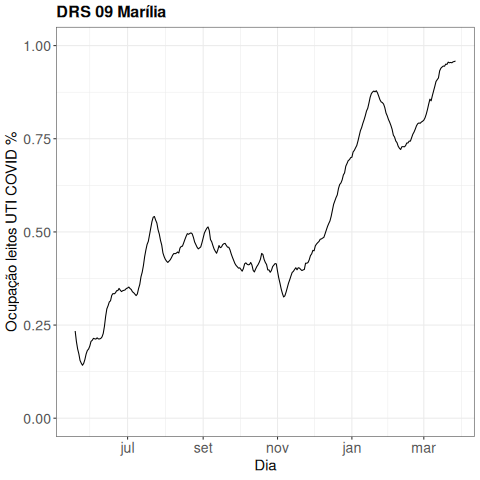 DRS 09 Marília
Ocupação leitos UTI COVID %
1.00
0.75
0.50
0.25
0.00
jul set nov jan mar
Dia